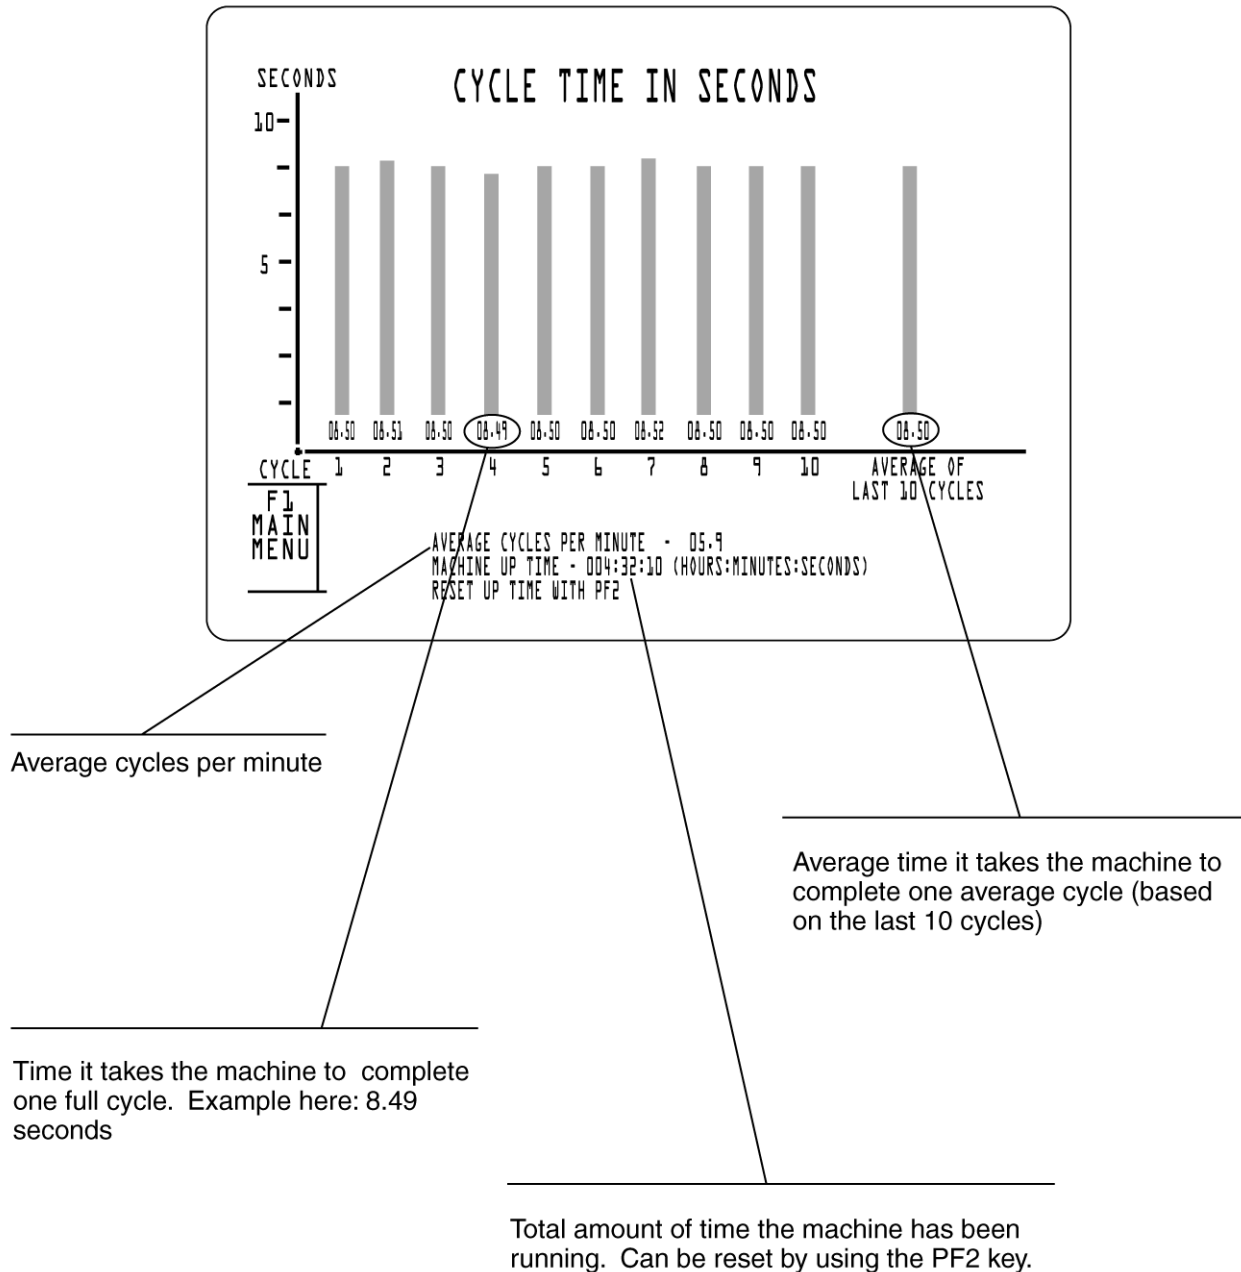 SECONDS
CYCLE TIME IN SECONDS
10
5
08.50 08.51 08.50 08.49 08.50 08.50 08.52 08.50 08.50 08.50 08.50
CYCLE 1 2 3 4 5 6 7 8 9 10 AVERAGE OF
LAST 10 CYCLES
F1
MAIN
MENU
AVERAGE CYCLES PER MINUTE - 05.9
MACHINE UP TIME - 004:32:10 (HOURS:MINUTES:SECONDS)
RESET UP TIME WITH PF2
Average cycles per minute
Average time it takes the machine to
complete one average cycle (based
on the last 10 cycles)
Time it takes the machine to complete
one full cycle. Example here: 8.49
seconds
Total amount of time the machine has been
running. Can be reset by using the PF2 key.